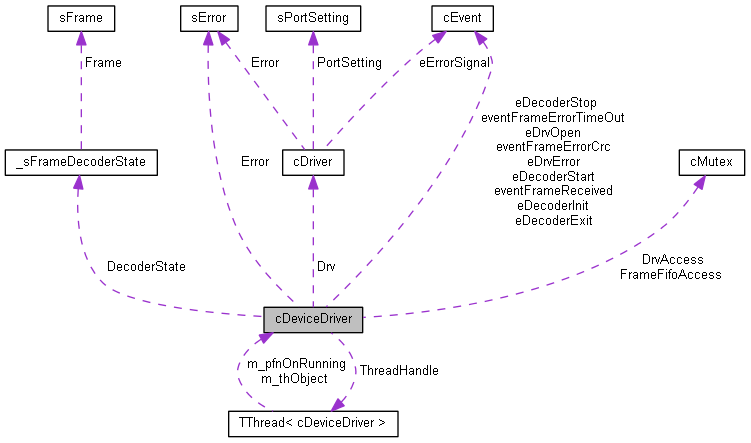 sFrame
sError
sPortSetting
cEvent
Frame
Error
PortSetting
eErrorSignal
_sFrameDecoderState
Error
cDriver
eDecoderStop
eventFrameErrorTimeOut
eDrvOpen
eventFrameErrorCrc
eDrvError
eDecoderStart
eventFrameReceived
eDecoderInit
eDecoderExit
cMutex
DecoderState
Drv
DrvAccess
FrameFifoAccess
cDeviceDriver
m_pfnOnRunning
m_thObject
ThreadHandle
TThread< cDeviceDriver >